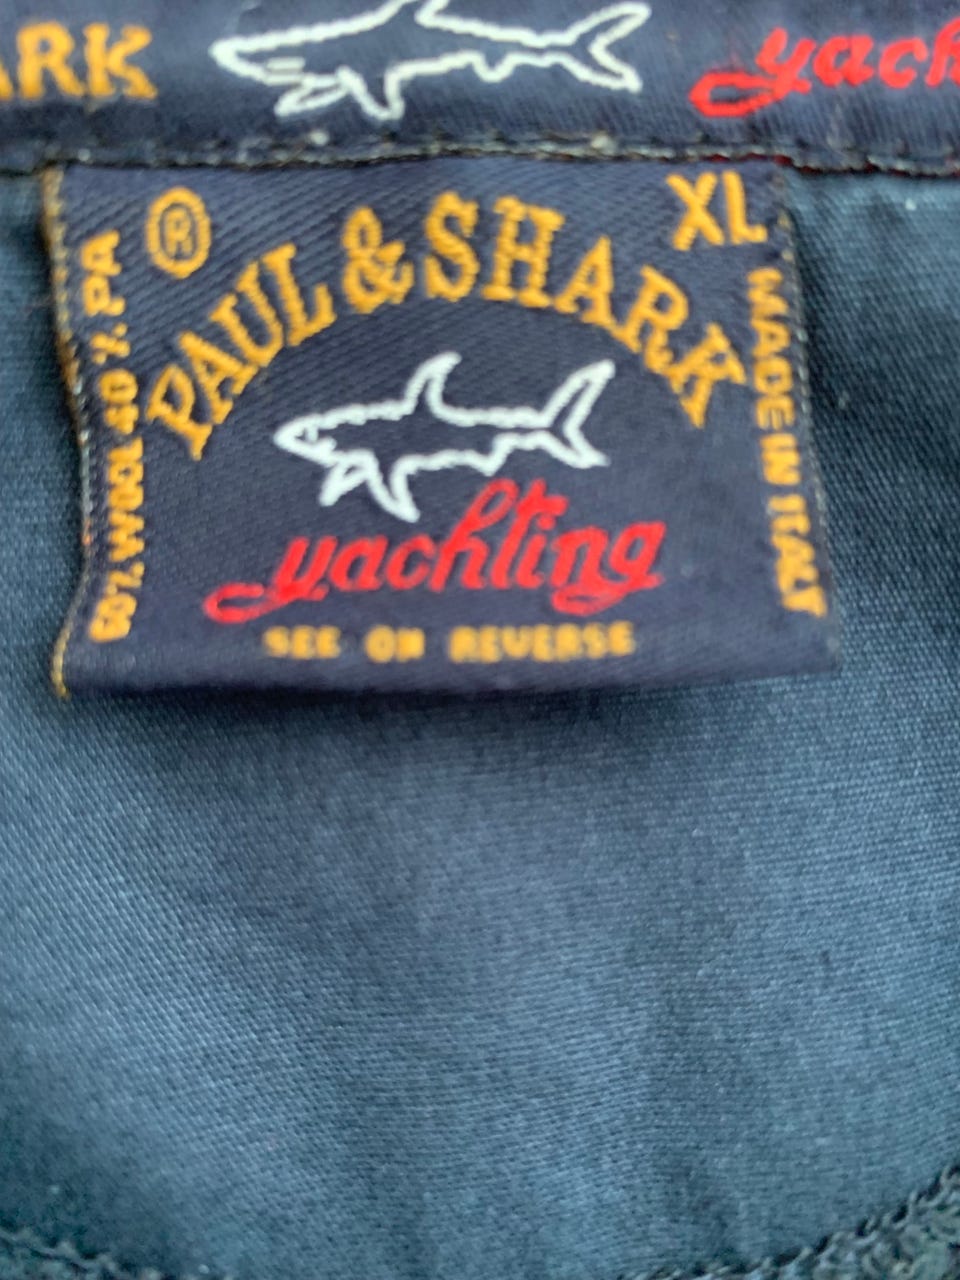 ARK yach
® XL
PAUL & SHARK
60% WOOL 40% PA
MADE IN ITALY
yachting
SEE ON REVERSE